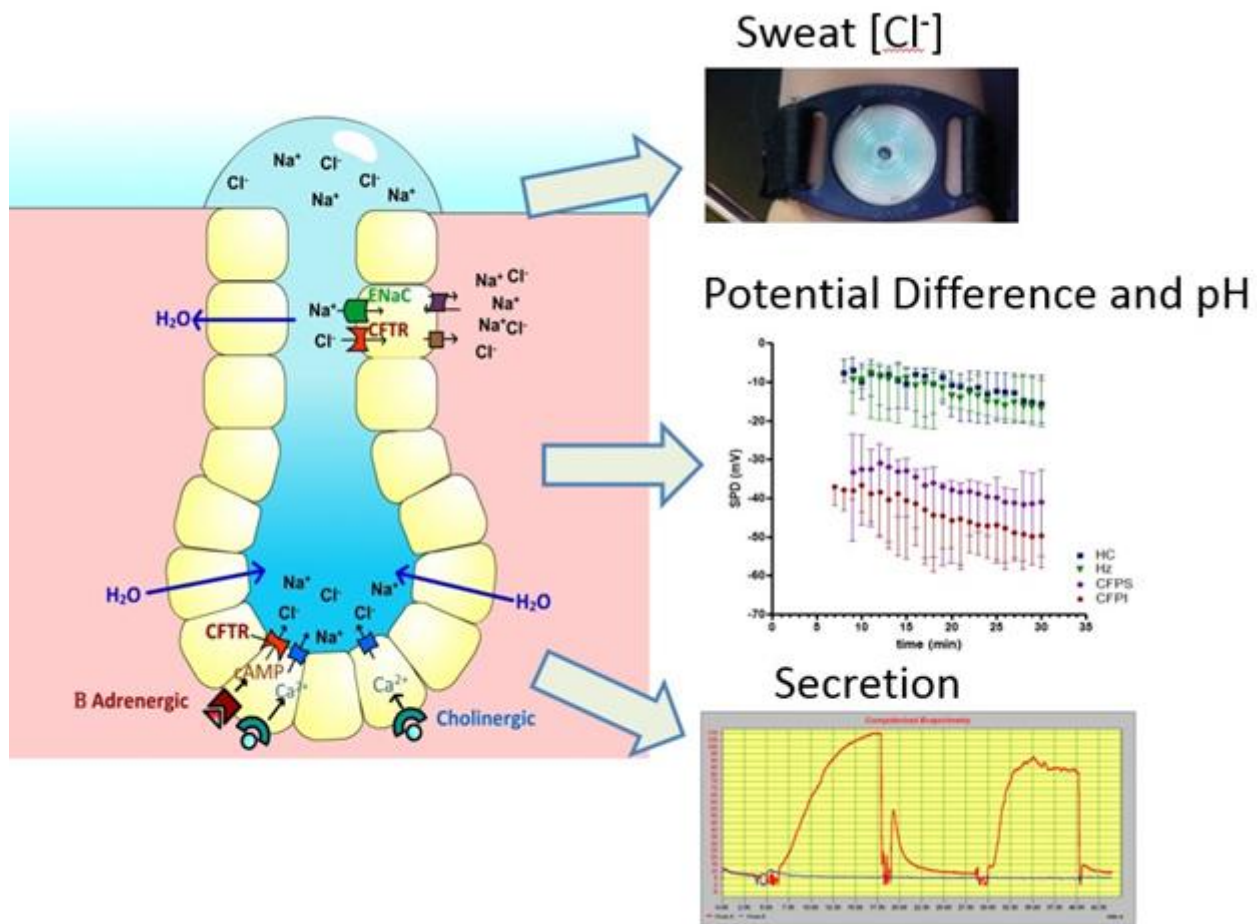 Sweat [Cl-]
Na+
Cl-
Cl-
Cl-
Na+
Na+
H2O
Na+
ENaC
Cl-
CFTR
Na+ Cl-
Na+
Na+Cl-
Cl-
H2O
Na+
Cl-
Na+
Cl-
Cl-
H2O
CFTR
Na+
cAMP
Ca2+
Ca2+
B Adrenergic
Cholinergic
Potential Difference and pH
-0
-10
-20
-30
-40
-50
-60
-70
SPD (mV)
0 5 10 15 20 25 30 35
time (min)
HC
Hz
CFPS
CFPI
Secretion
Computerized Evaporimetry